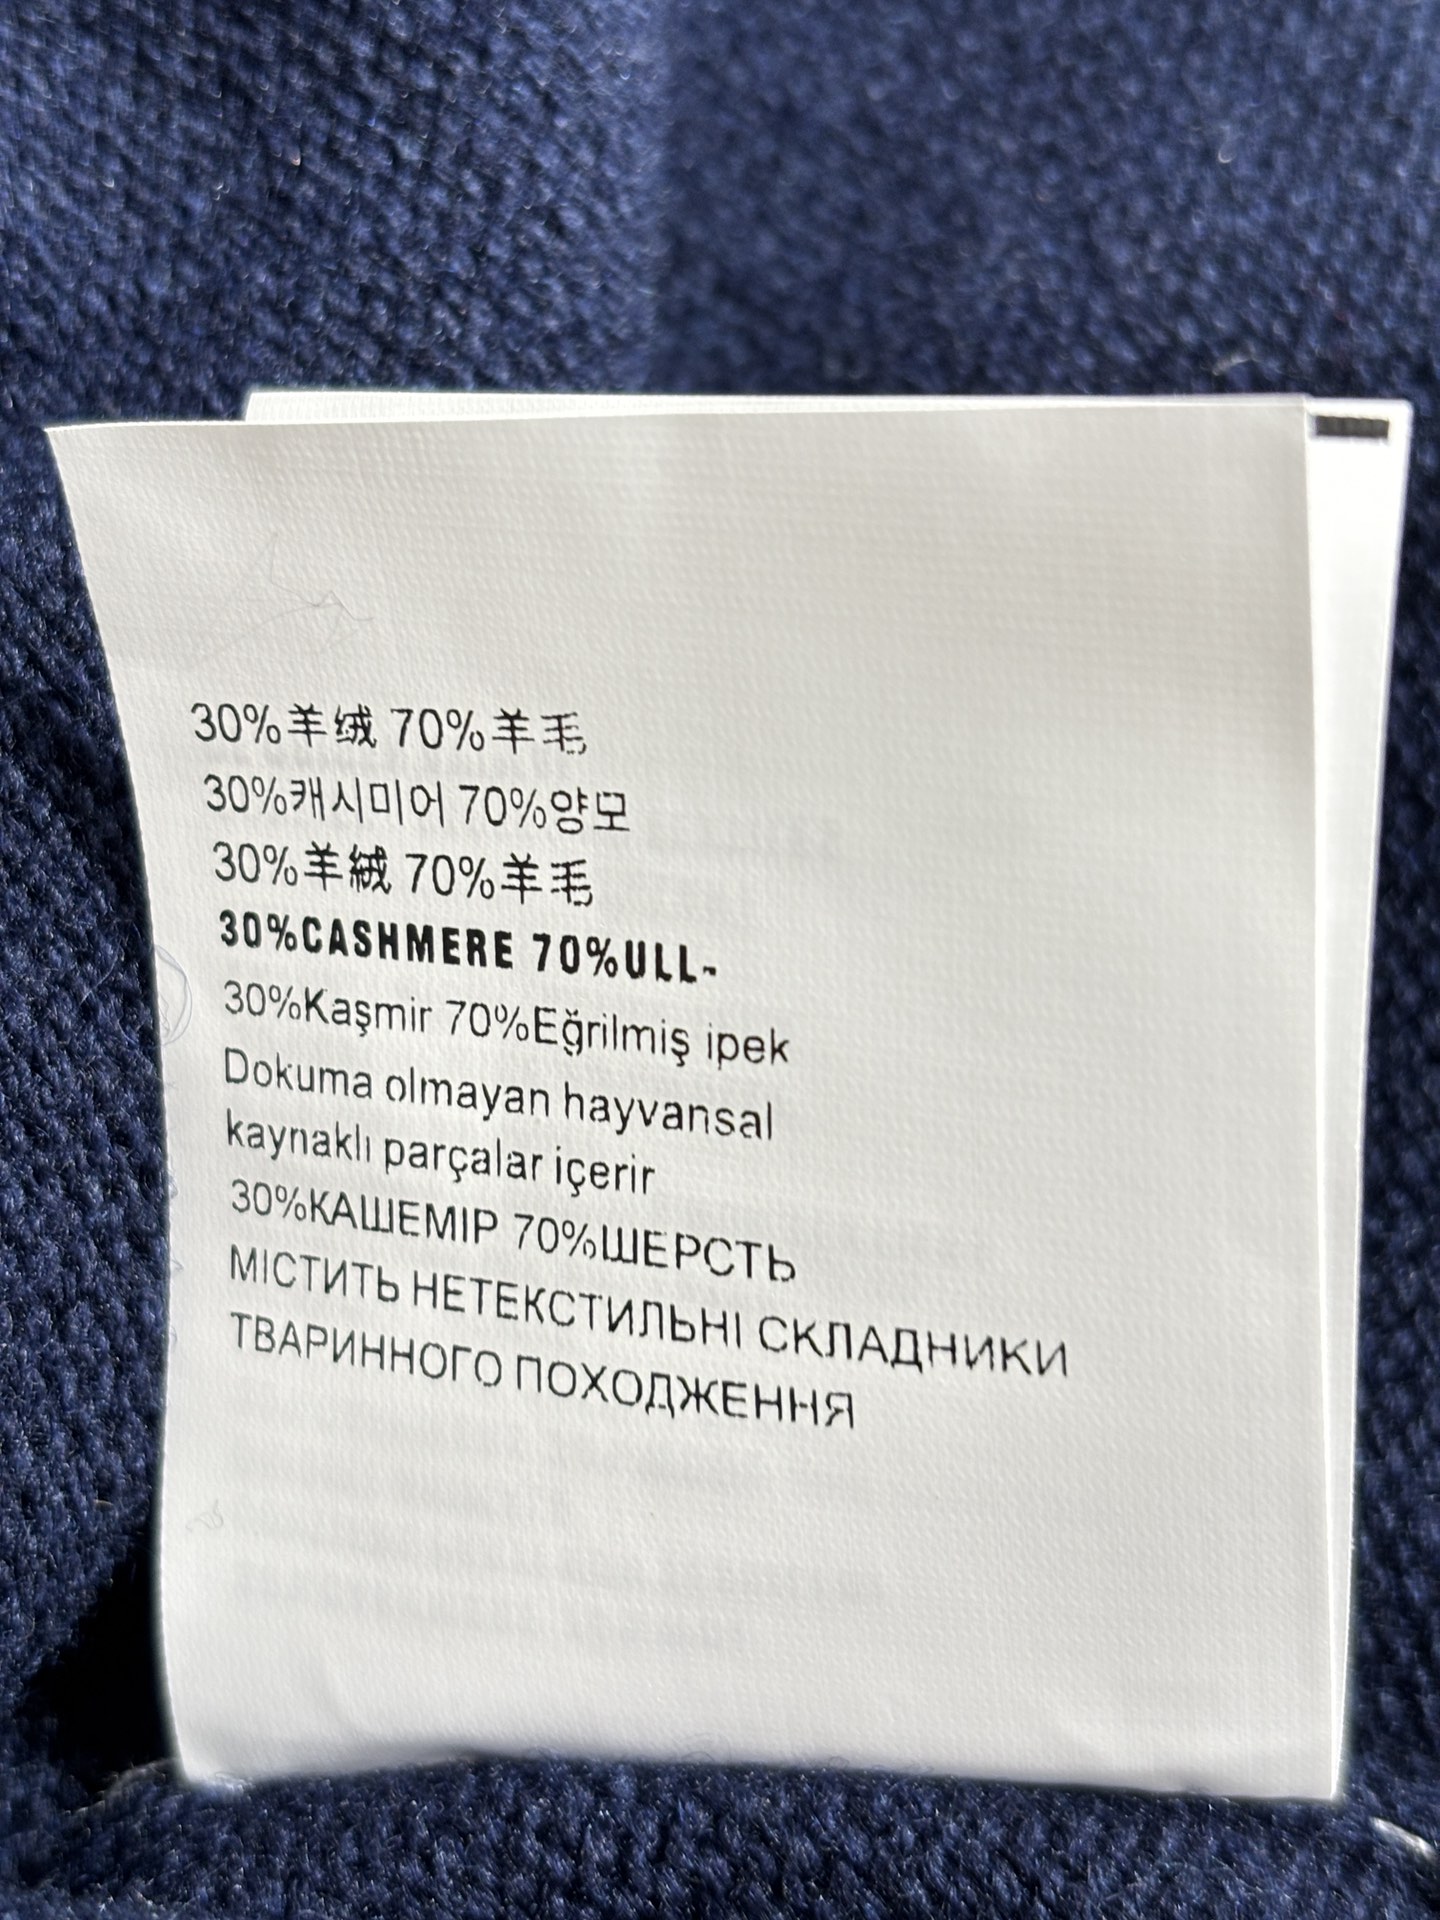 30%羊绒 70%羊毛
30%캐시미어 70%양모
30%羊絨 70%羊毛
30%CASHMERE 70%ULL-
30%Kaşmir 70%Eğrilmiş ipek
Dokuma olmayan hayvansal
kaynaklı parçalar içerir
30%КАШЕМІР 70%ШЕРСТЬ
МІСТИТЬ НЕТЕКСТИЛЬНІ СКЛАДНИКИ
ТВАРИННОГО ПОХОДЖЕННЯ